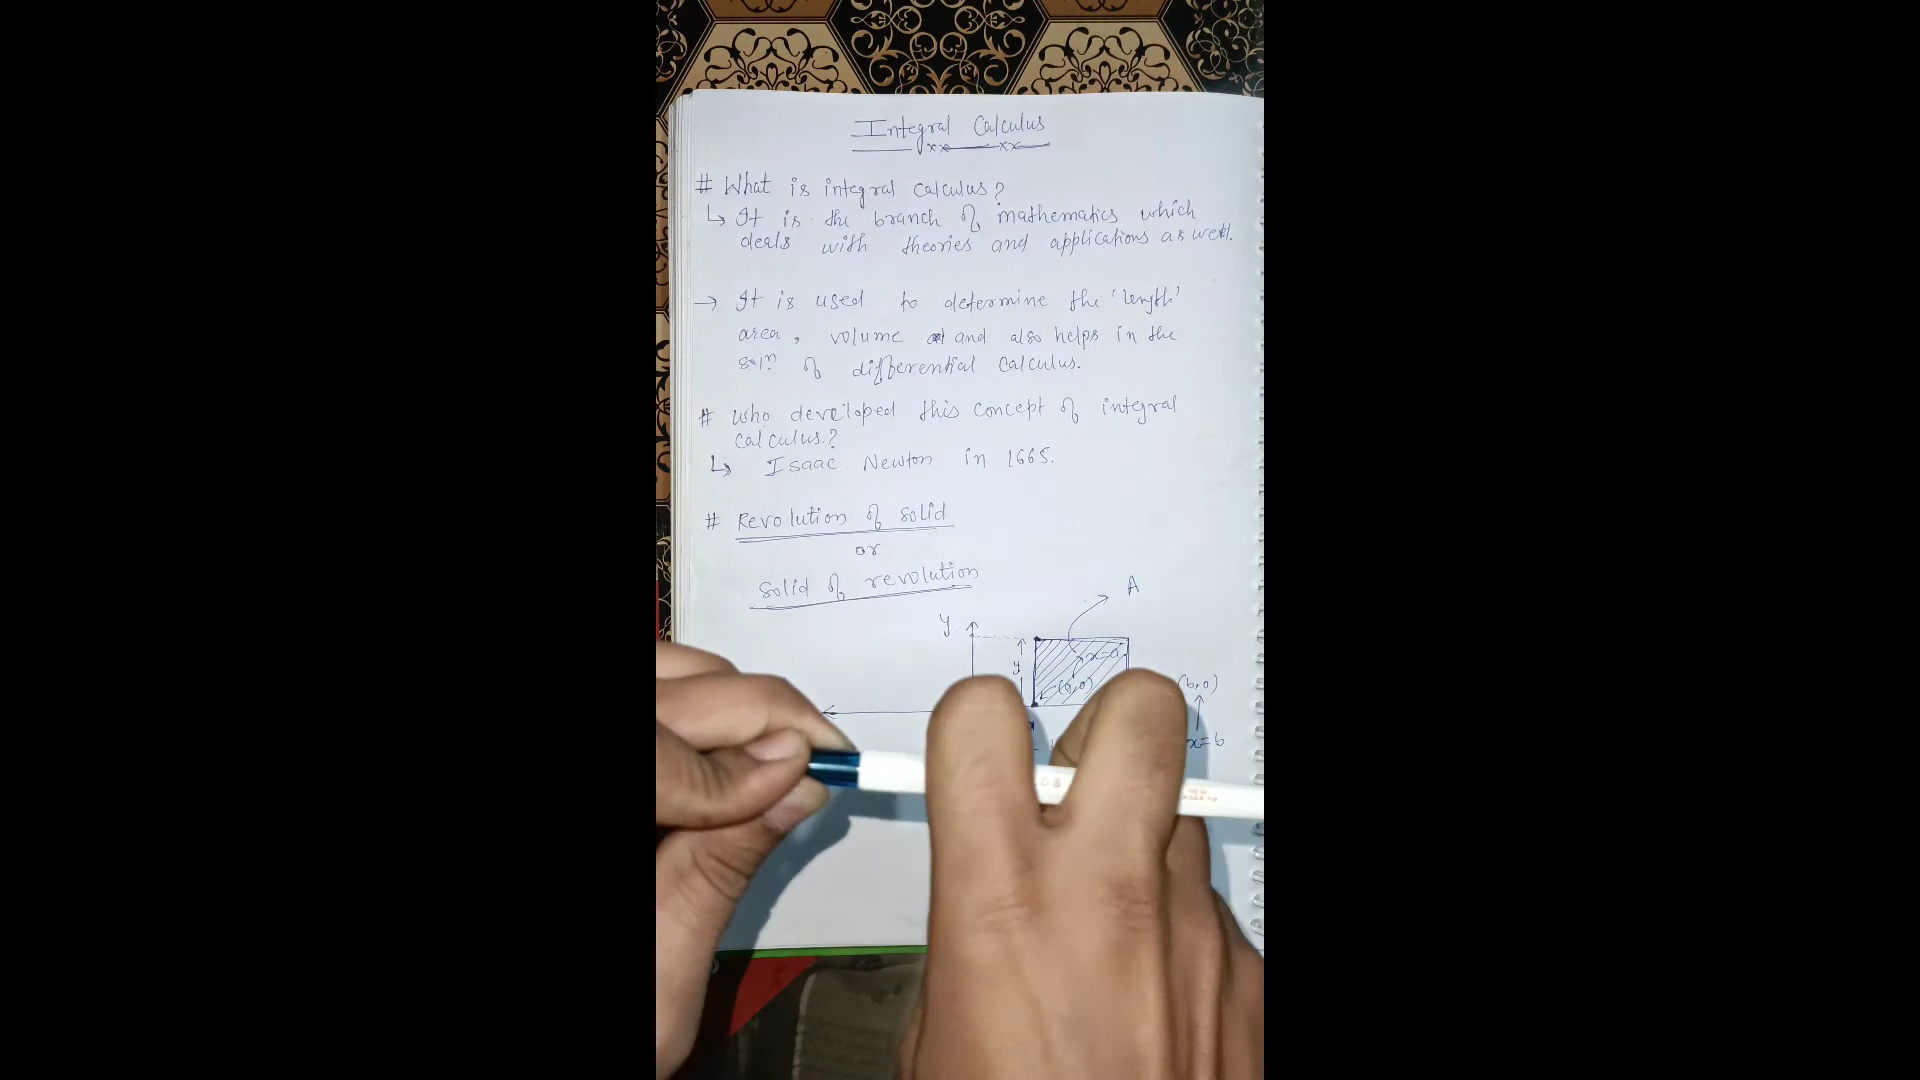 Integral Calculus
xx xx
# What is integral calculus?
↳ It is the branch of mathematics which
deals with theories and applications as well.
→ It is used to determine the 'length'
area, volume and also helps in the
solⁿ of differential calculus.
# who developed this concept of integral
calculus.?
↳ Isaac Newton in 1665.
# Revolution of solid
or
Solid of revolution
A
y
x=a
y
(a,0)
(b,0)
x=b